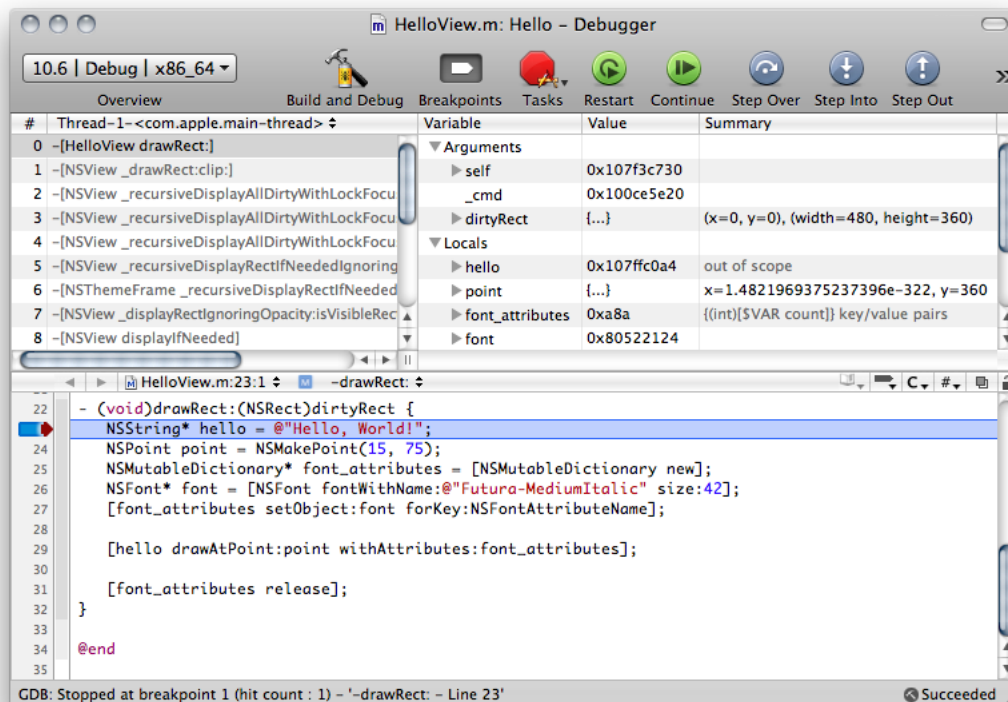 HelloView.m: Hello – Debugger
10.6 | Debug | x86_64
Overview
Build and Debug
Breakpoints
Tasks
Restart
Continue
Step Over
Step Into
Step Out
# Thread-1-<com.apple.main-thread>
0 -[HelloView drawRect:]
1 -[NSView _drawRect:clip:]
2 -[NSView _recursiveDisplayAllDirtyWithLockFocu
3 -[NSView _recursiveDisplayAllDirtyWithLockFocu
4 -[NSView _recursiveDisplayAllDirtyWithLockFocu
5 -[NSView _recursiveDisplayRectIfNeededIgnoring
6 -[NSThemeFrame _recursiveDisplayRectIfNeeded
7 -[NSView _displayRectIgnoringOpacity:isVisibleRec
8 -[NSView displayIfNeeded]
Variable Value Summary
Arguments
self 0x107f3c730
_cmd 0x100ce5e20
dirtyRect {...} (x=0, y=0), (width=480, height=360)
Locals
hello 0x107ffc0a4 out of scope
point {...} x=1.4821969375237396e-322, y=360
font_attributes 0xa8a {(int)[$VAR count]} key/value pairs
font 0x80522124
HelloView.m:23:1 M -drawRect: C #
22 - (void)drawRect:(NSRect)dirtyRect {
NSString* hello = @"Hello, World!";
24 NSPoint point = NSMakePoint(15, 75);
25 NSMutableDictionary* font_attributes = [NSMutableDictionary new];
26 NSFont* font = [NSFont fontWithName:@"Futura-MediumItalic" size:42];
27 [font_attributes setObject:font forKey:NSFontAttributeName];
28
29 [hello drawAtPoint:point withAttributes:font_attributes];
30
31 [font_attributes release];
32 }
33
34 @end
35
GDB: Stopped at breakpoint 1 (hit count : 1) - '-drawRect: - Line 23'
Succeeded